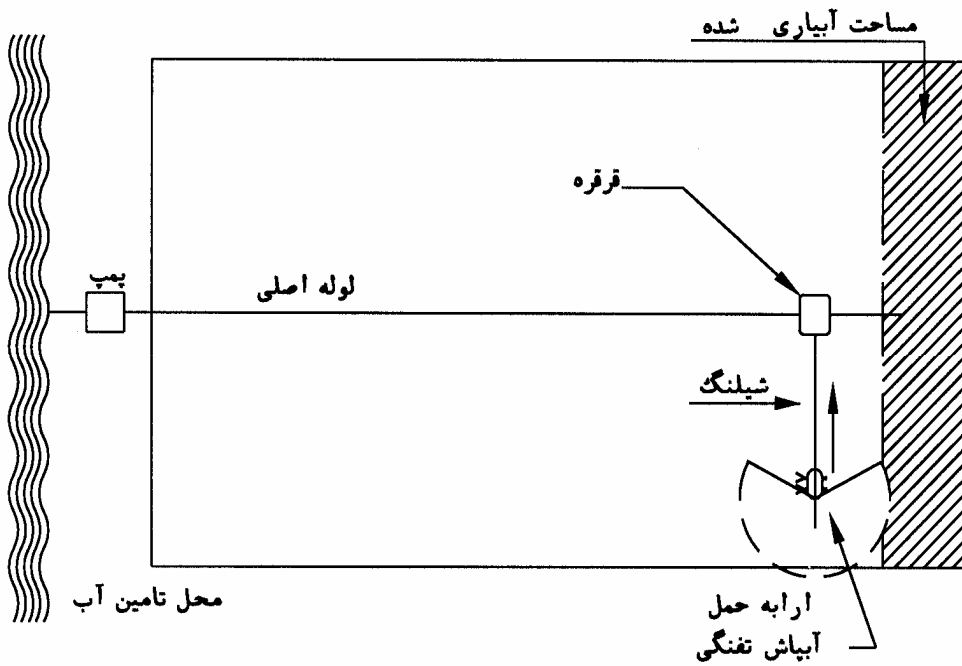 مساحت آبیاری شده
قرقره
پمپ
لوله اصلی
شیلنگ
محل تامین آب
ارابه حمل
آبپاش تفنگی